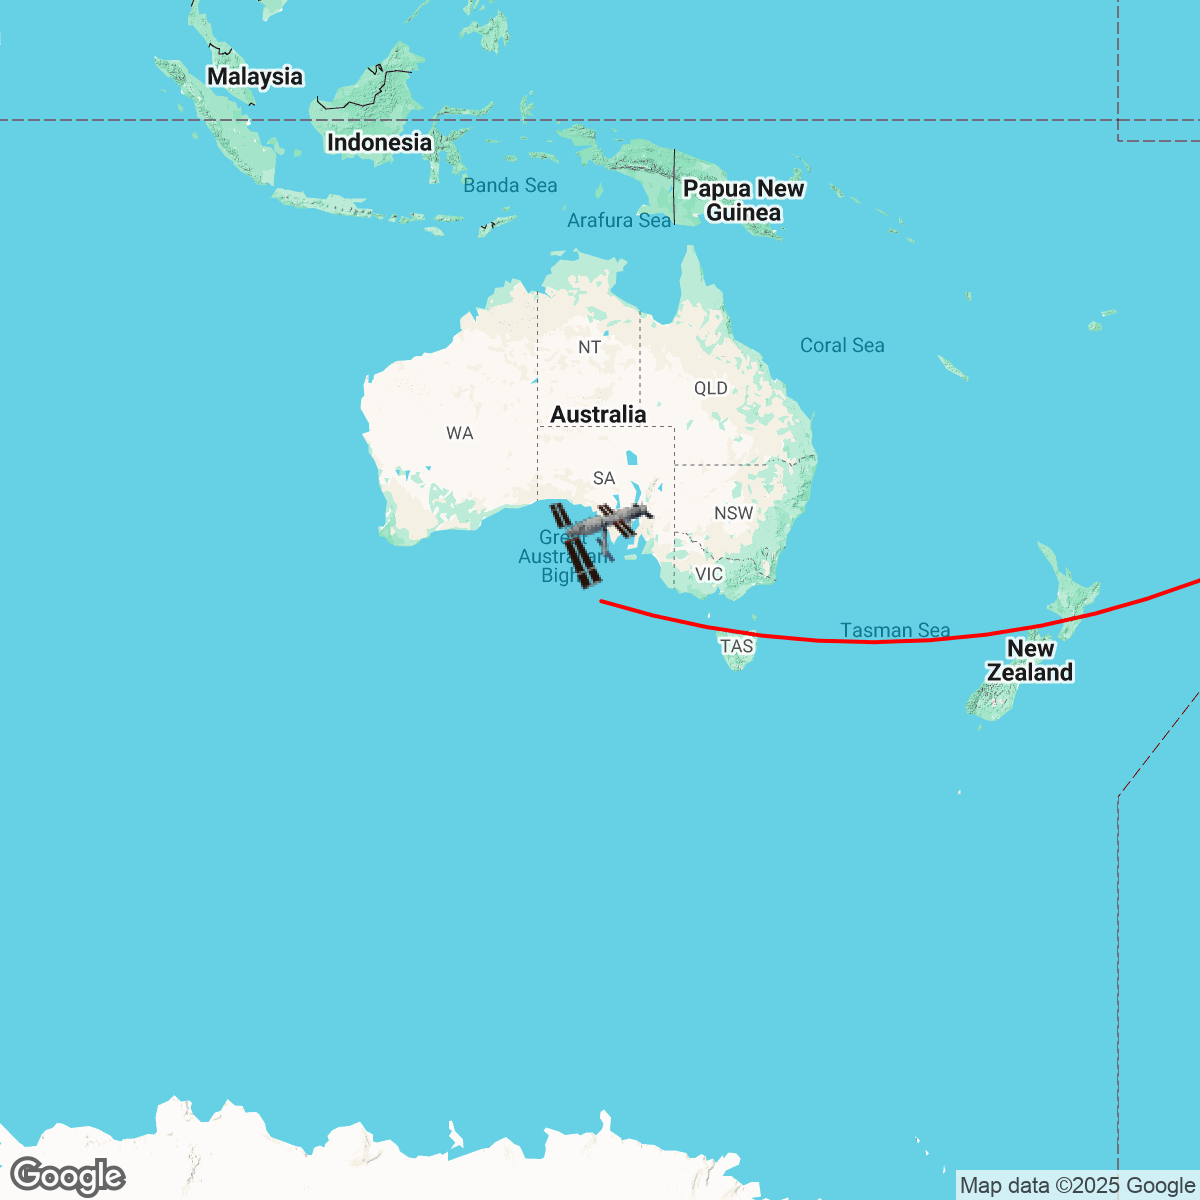 Malaysia
Indonesia
Banda Sea
Papua New
Guinea
Arafura Sea
NT
Coral Sea
QLD
Australia
WA
SA
NSW
Great
Australian
Bight
VIC
Tasman Sea
TAS
New
Zealand
Google
Map data ©2025 Google